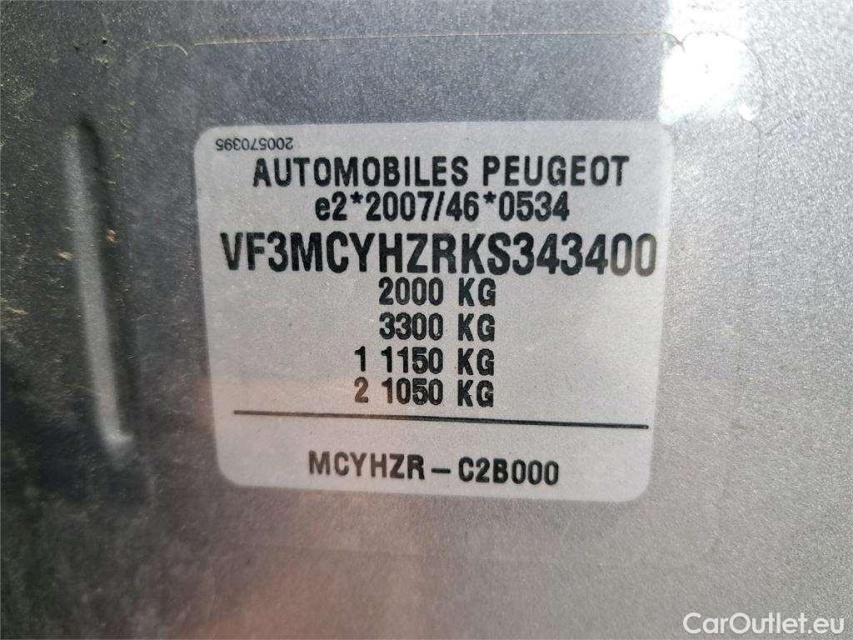 200570395
AUTOMOBILES PEUGEOT
e2*2007/46*0534
VF3MCYHZRKS343400
2000 KG
3300 KG
1 1150 KG
2 1050 KG
MCYHZR – C2B000
CarOutlet.eu